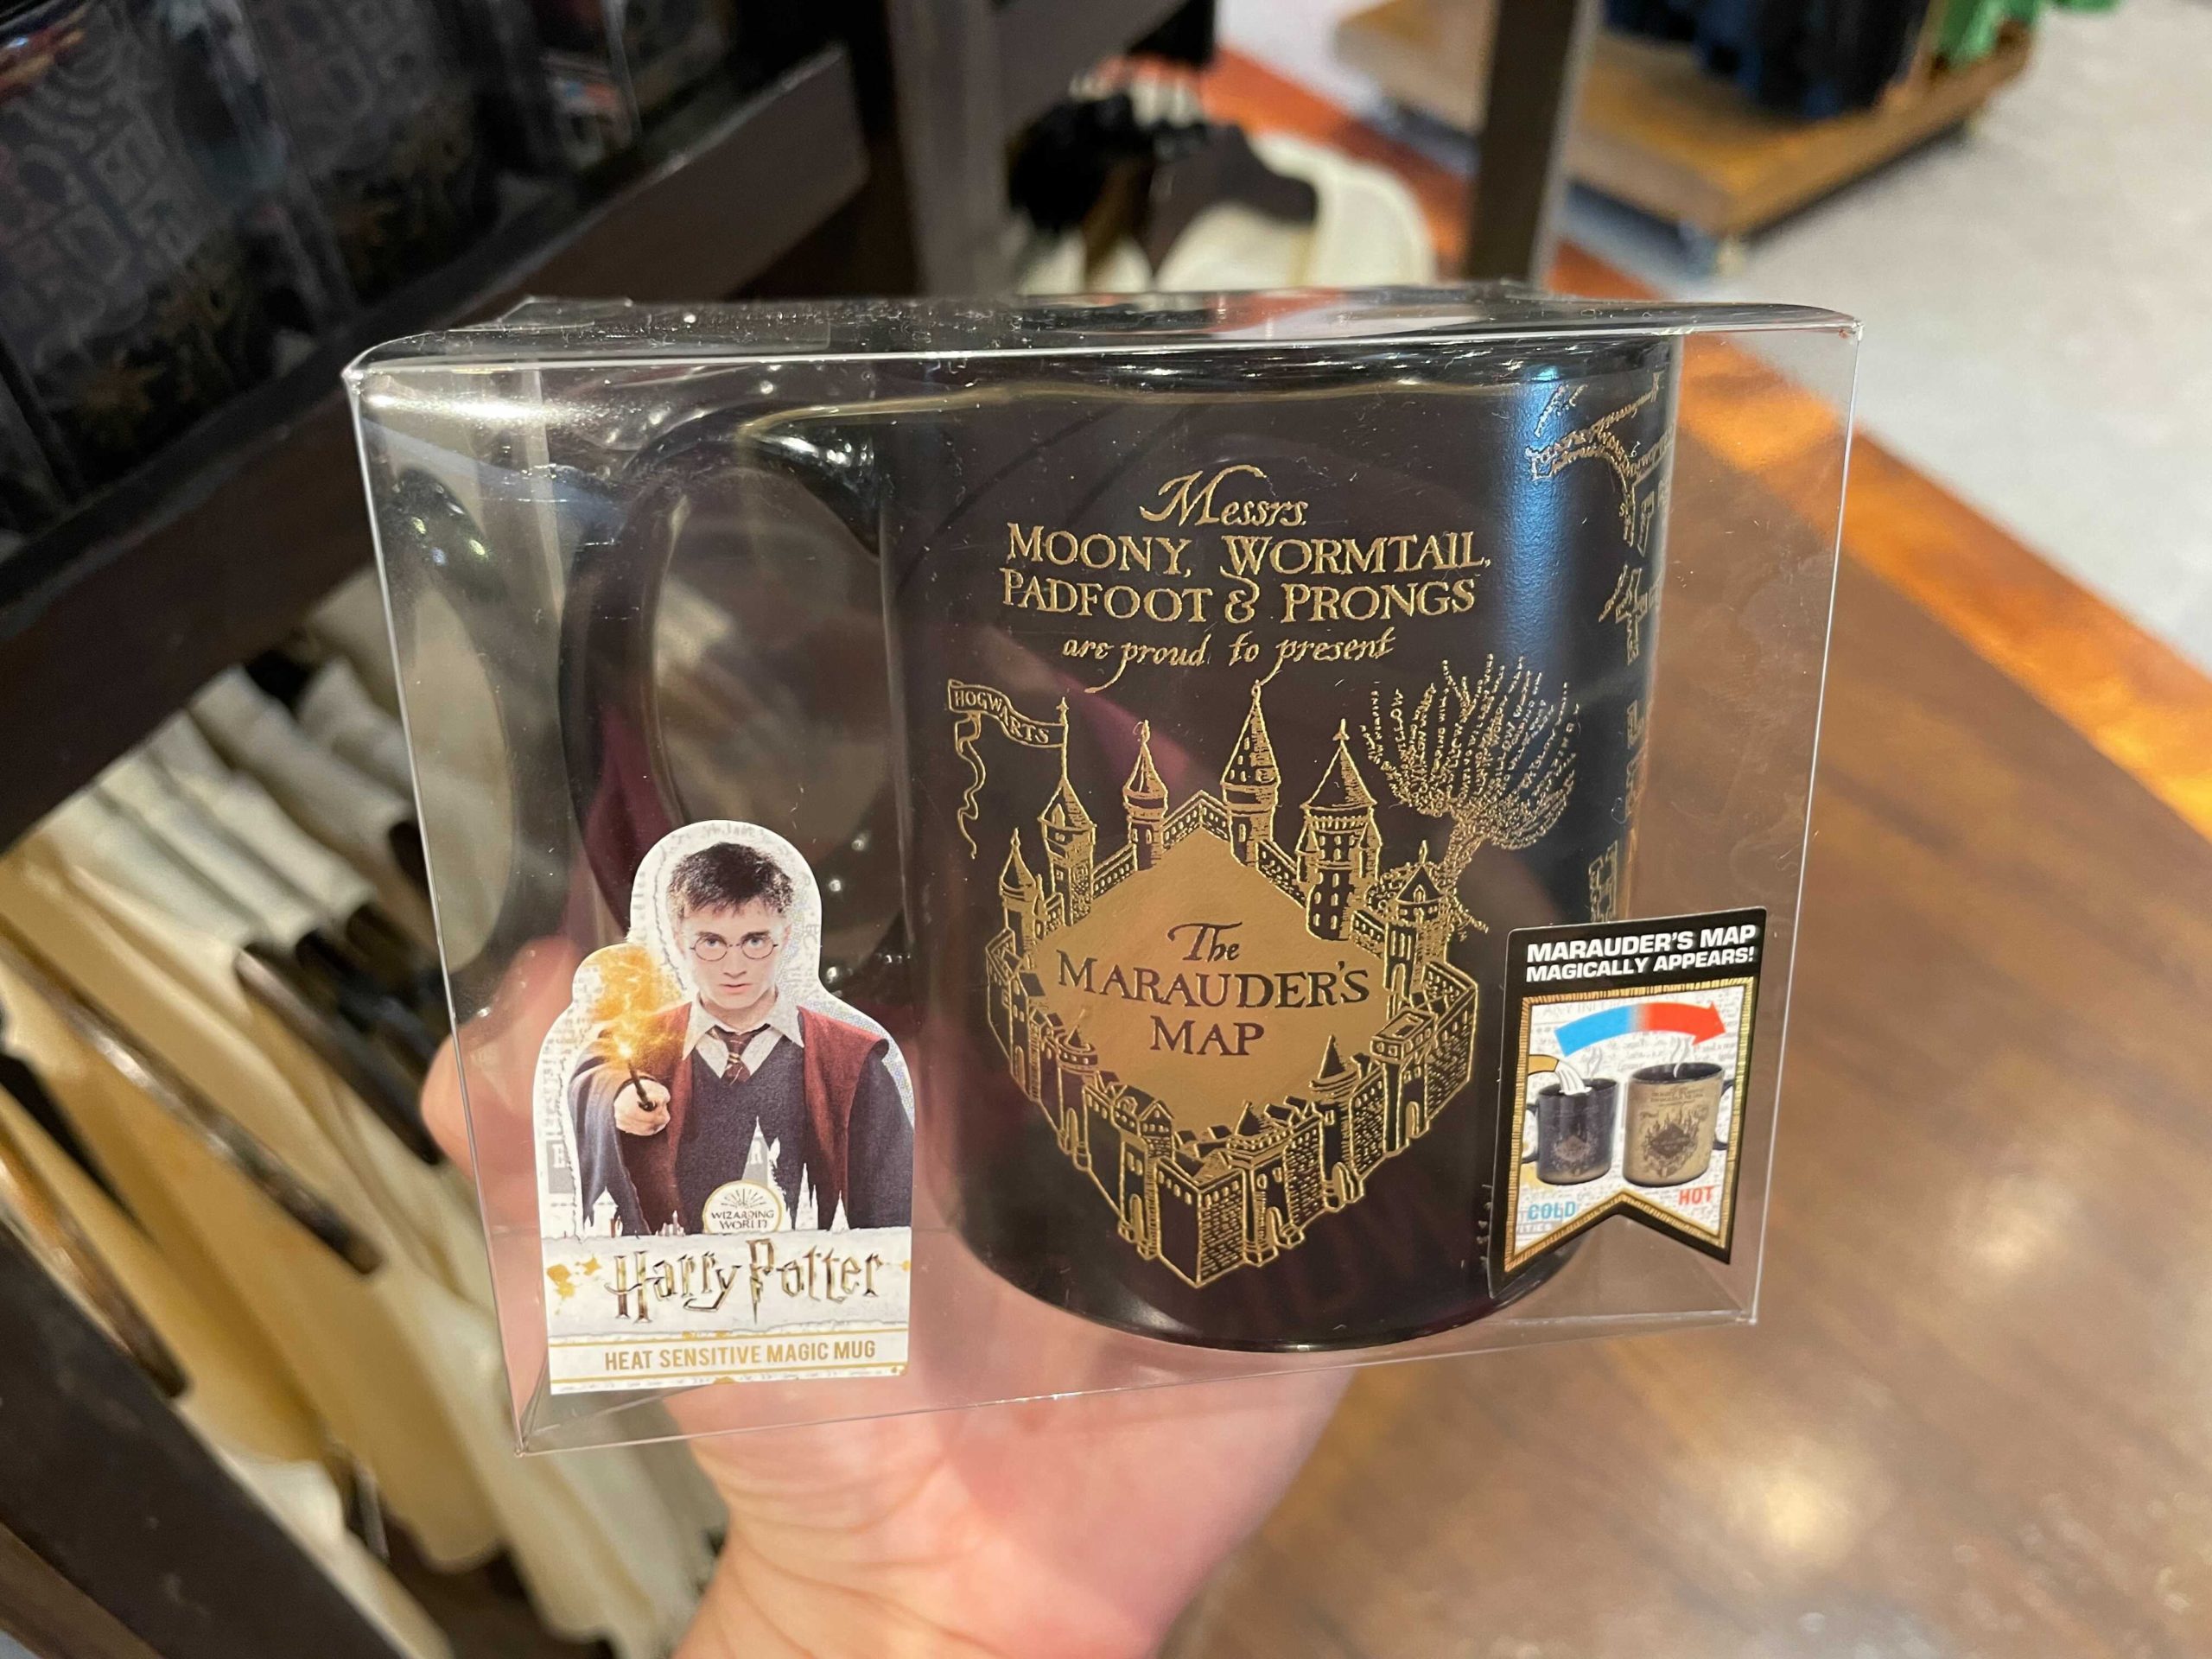 Messrs.
MOONY, WORMTAIL,
PADFOOT & PRONGS
are proud to present
HOGWARTS
The
MARAUDER'S
MAP
MARAUDER'S MAP
MAGICALLY APPEARS!
COLD
HOT
WIZARDING
WORLD
Harry Potter
HEAT SENSITIVE MAGIC MUG